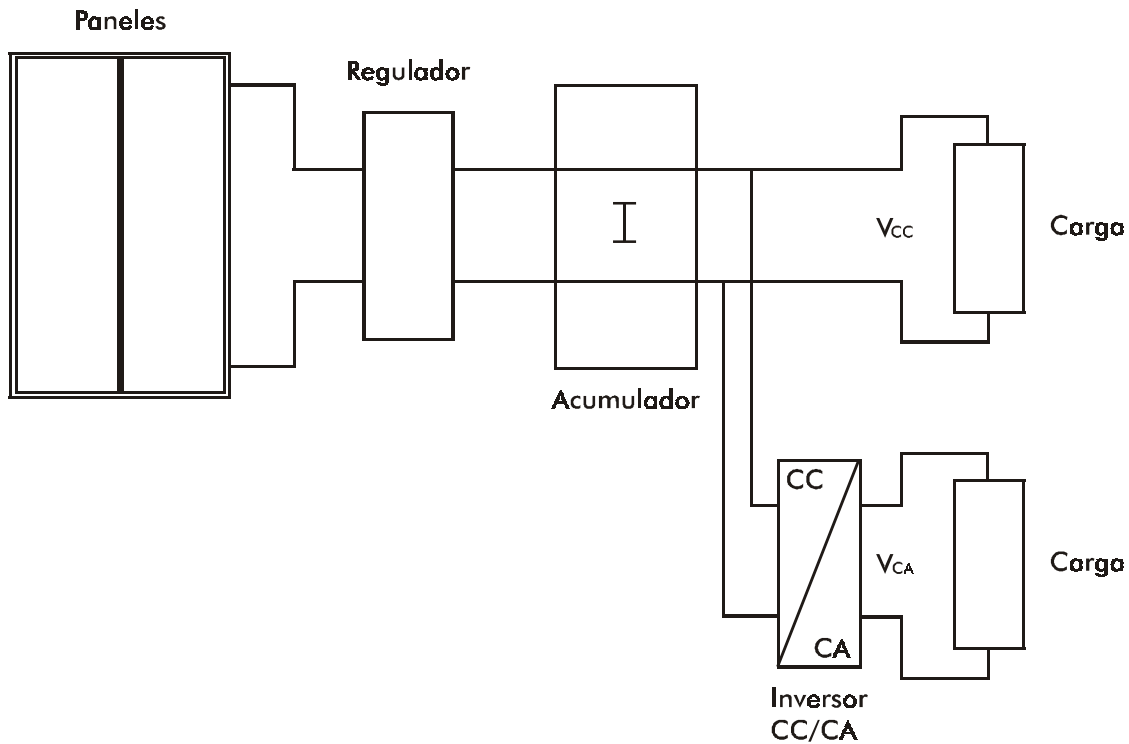 Paneles
Regulador
Acumulador
VCC
Carga
CC
CA
VCA
Carga
Inversor
CC/CA